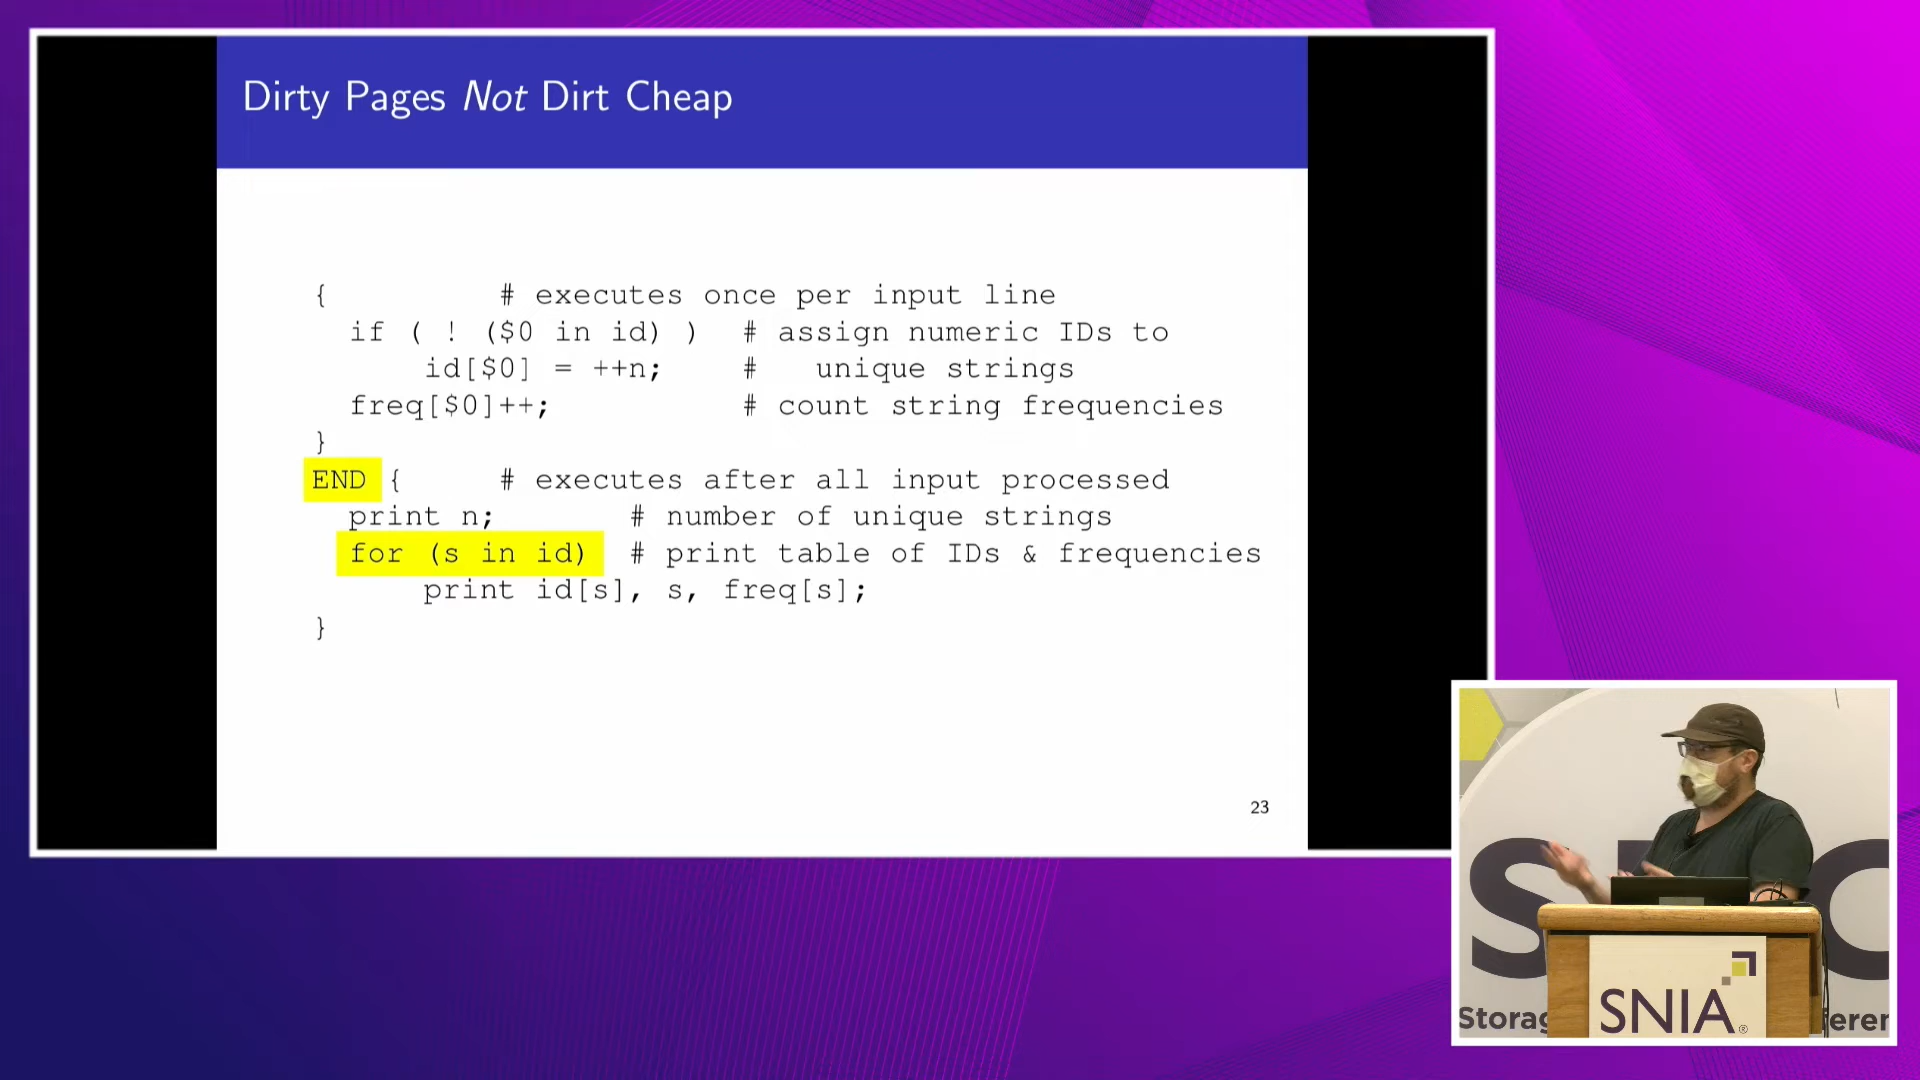 Dirty Pages Not Dirt Cheap
{ # executes once per input line
if ( ! ($0 in id) ) # assign numeric IDs to
id[$0] = ++n; # unique strings
freq[$0]++; # count string frequencies
}
END { # executes after all input processed
print n; # number of unique strings
for (s in id) # print table of IDs & frequencies
print id[s], s, freq[s];
}
23
SNIA®